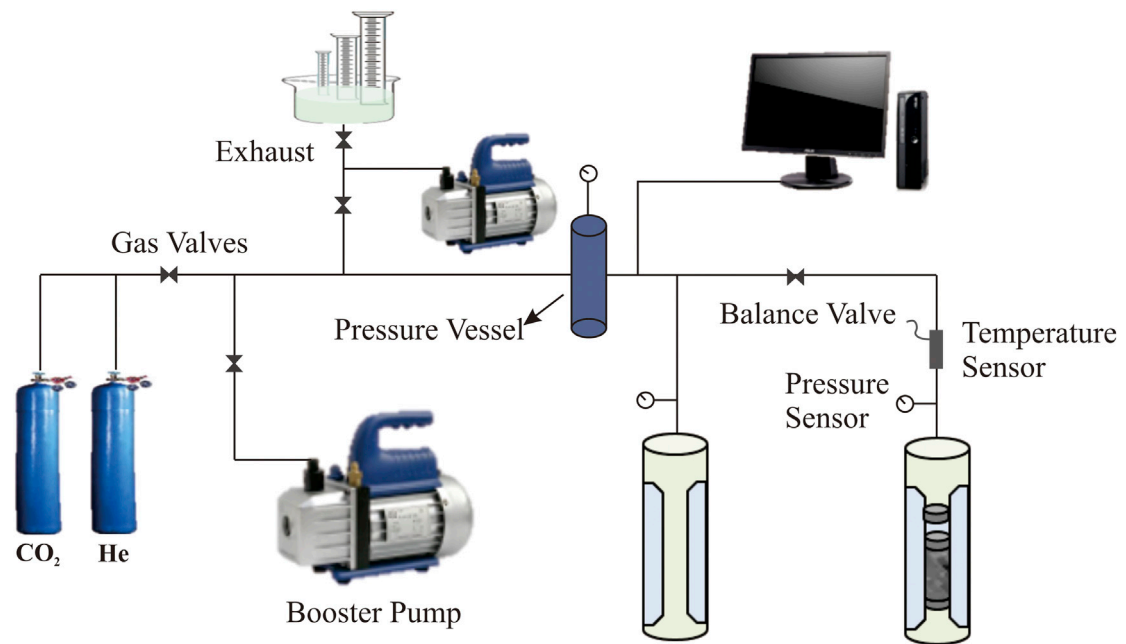 Exhaust
Gas Valves
Pressure Vessel
Balance Valve
Temperature
Sensor
Pressure
Sensor
CO₂
He
Booster Pump